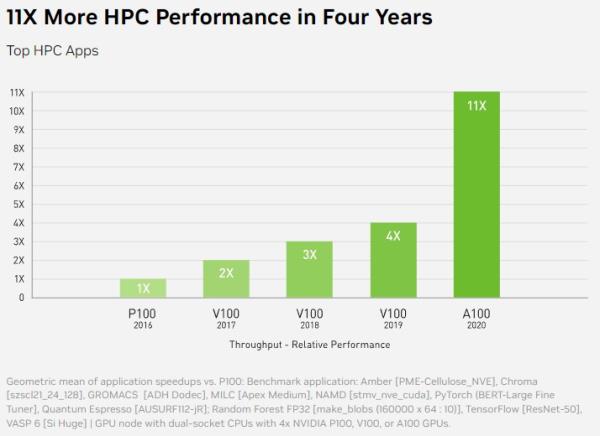 11X More HPC Performance in Four Years
Top HPC Apps
11X
10X
9X
8X
7X
6X
5X
4X
3X
2X
1X
0
1X
2X
3X
4X
11X
P100 V100 V100 V100 A100
2016 2017 2018 2019 2020
Throughput - Relative Performance
Geometric mean of application speedups vs. P100: Benchmark application: Amber [PME-Cellulose_NVE], Chroma
[szscl21_24_128], GROMACS [ADH Dodec], MILC [Apex Medium], NAMD [stmv_nve_cuda], PyTorch (BERT-Large Fine
Tuner], Quantum Espresso [AUSURF112-jR]; Random Forest FP32 [make_blobs (160000 x 64 : 10)], TensorFlow [ResNet-50],
VASP 6 [Si Huge] | GPU node with dual-socket CPUs with 4x NVIDIA P100, V100, or A100 GPUs.